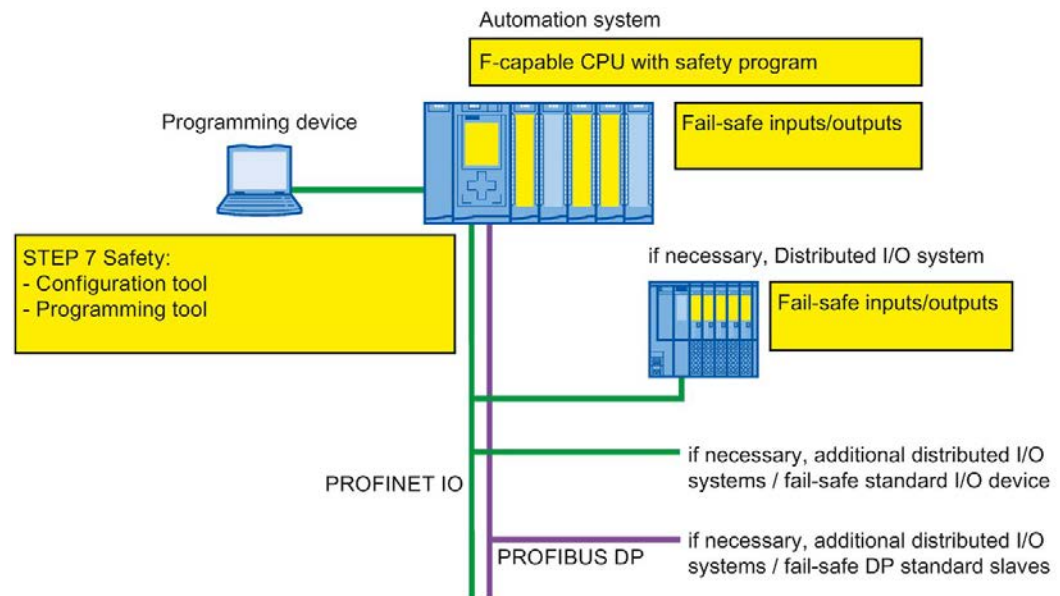 Automation system
F-capable CPU with safety program
Programming device
Fail-safe inputs/outputs
STEP 7 Safety:
- Configuration tool
- Programming tool
if necessary, Distributed I/O system
Fail-safe inputs/outputs
if necessary, additional distributed I/O
systems / fail-safe standard I/O device
PROFINET IO
if necessary, additional distributed I/O
systems / fail-safe DP standard slaves
PROFIBUS DP